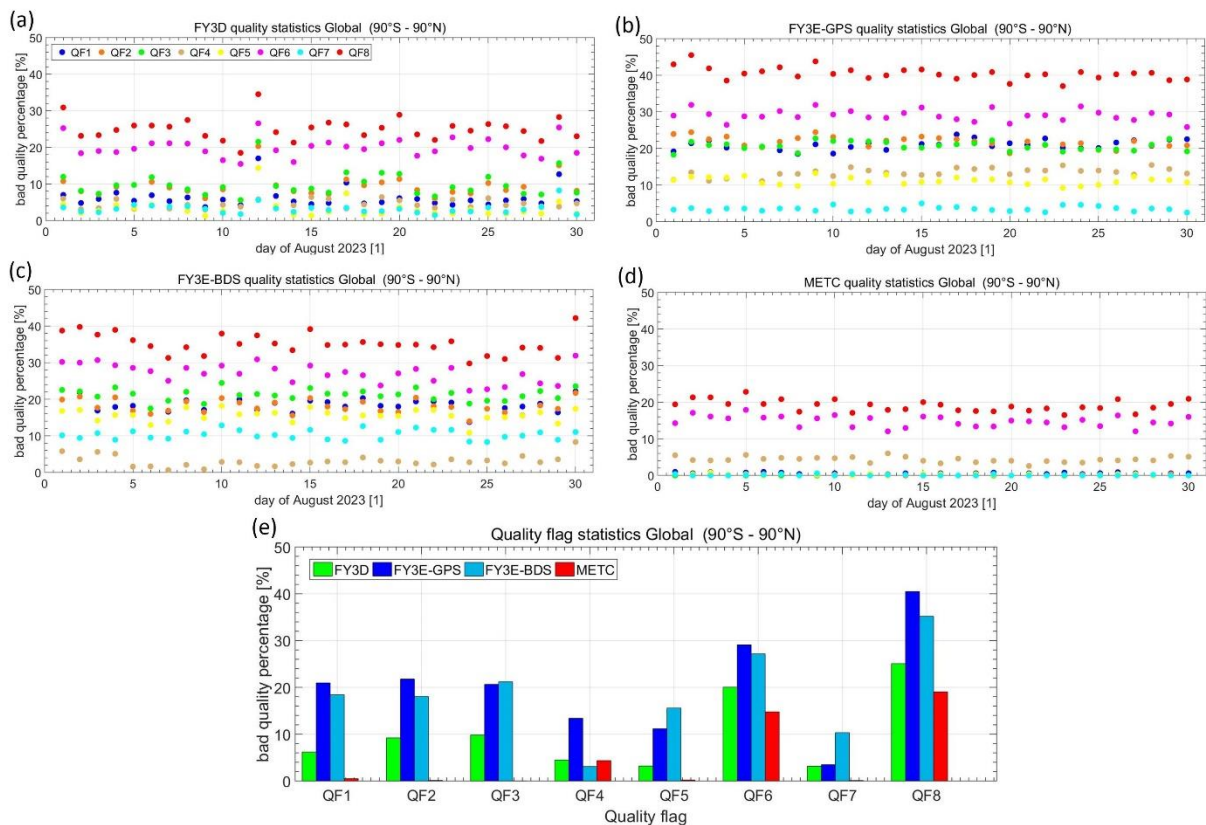 (a)
FY3D quality statistics Global (90°S - 90°N)
50
QF1 QF2 QF3 QF4 QF5 QF6 QF7 QF8
40
30
20
10
0
bad quality percentage [%]
0 5 10 15 20 25 30
day of August 2023 [1]
(b)
FY3E-GPS quality statistics Global (90°S - 90°N)
50
40
30
20
10
0
bad quality percentage [%]
0 5 10 15 20 25 30
day of August 2023 [1]
(c)
FY3E-BDS quality statistics Global (90°S - 90°N)
50
40
30
20
10
0
bad quality percentage [%]
0 5 10 15 20 25 30
day of August 2023 [1]
(d)
METC quality statistics Global (90°S - 90°N)
50
40
30
20
10
0
bad quality percentage [%]
0 5 10 15 20 25 30
day of August 2023 [1]
(e)
Quality flag statistics Global (90°S - 90°N)
50
FY3D FY3E-GPS FY3E-BDS METC
40
30
20
10
0
bad quality percentage [%]
QF1 QF2 QF3 QF4 QF5 QF6 QF7 QF8
Quality flag